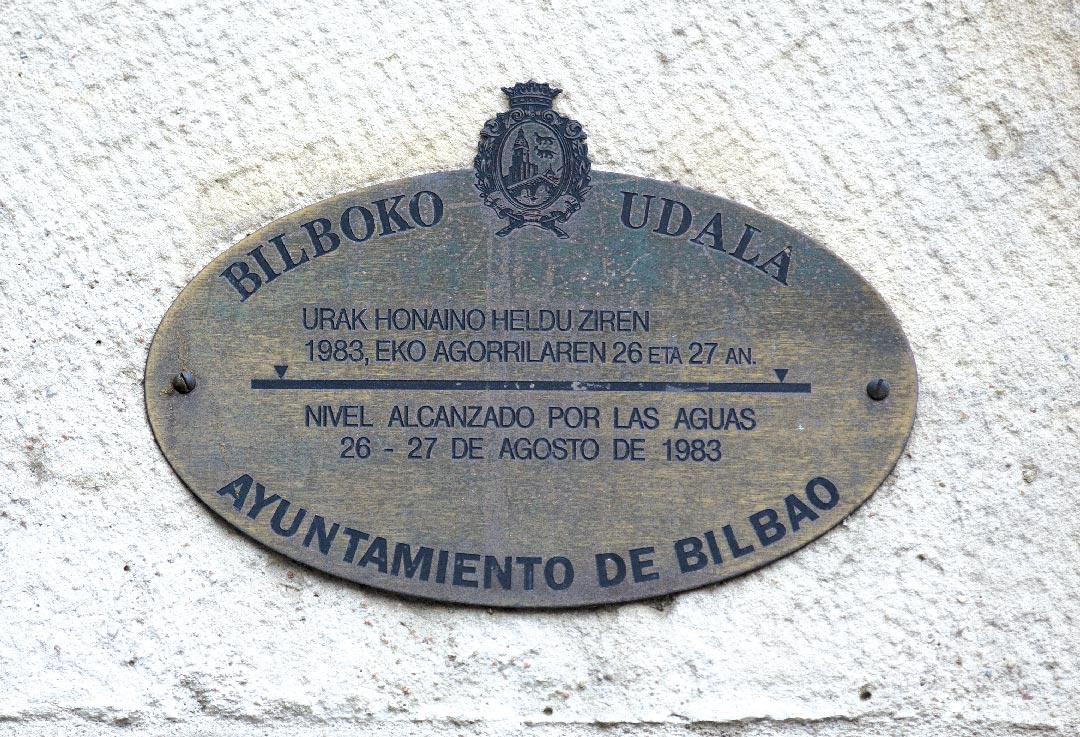 BILBOKO UDALA
URAK HONAINO HELDU ZIREN
1983, EKO AGORRILAREN 26 ETA 27 AN.
NIVEL ALCANZADO POR LAS AGUAS
26 - 27 DE AGOSTO DE 1983
AYUNTAMIENTO DE BILBAO